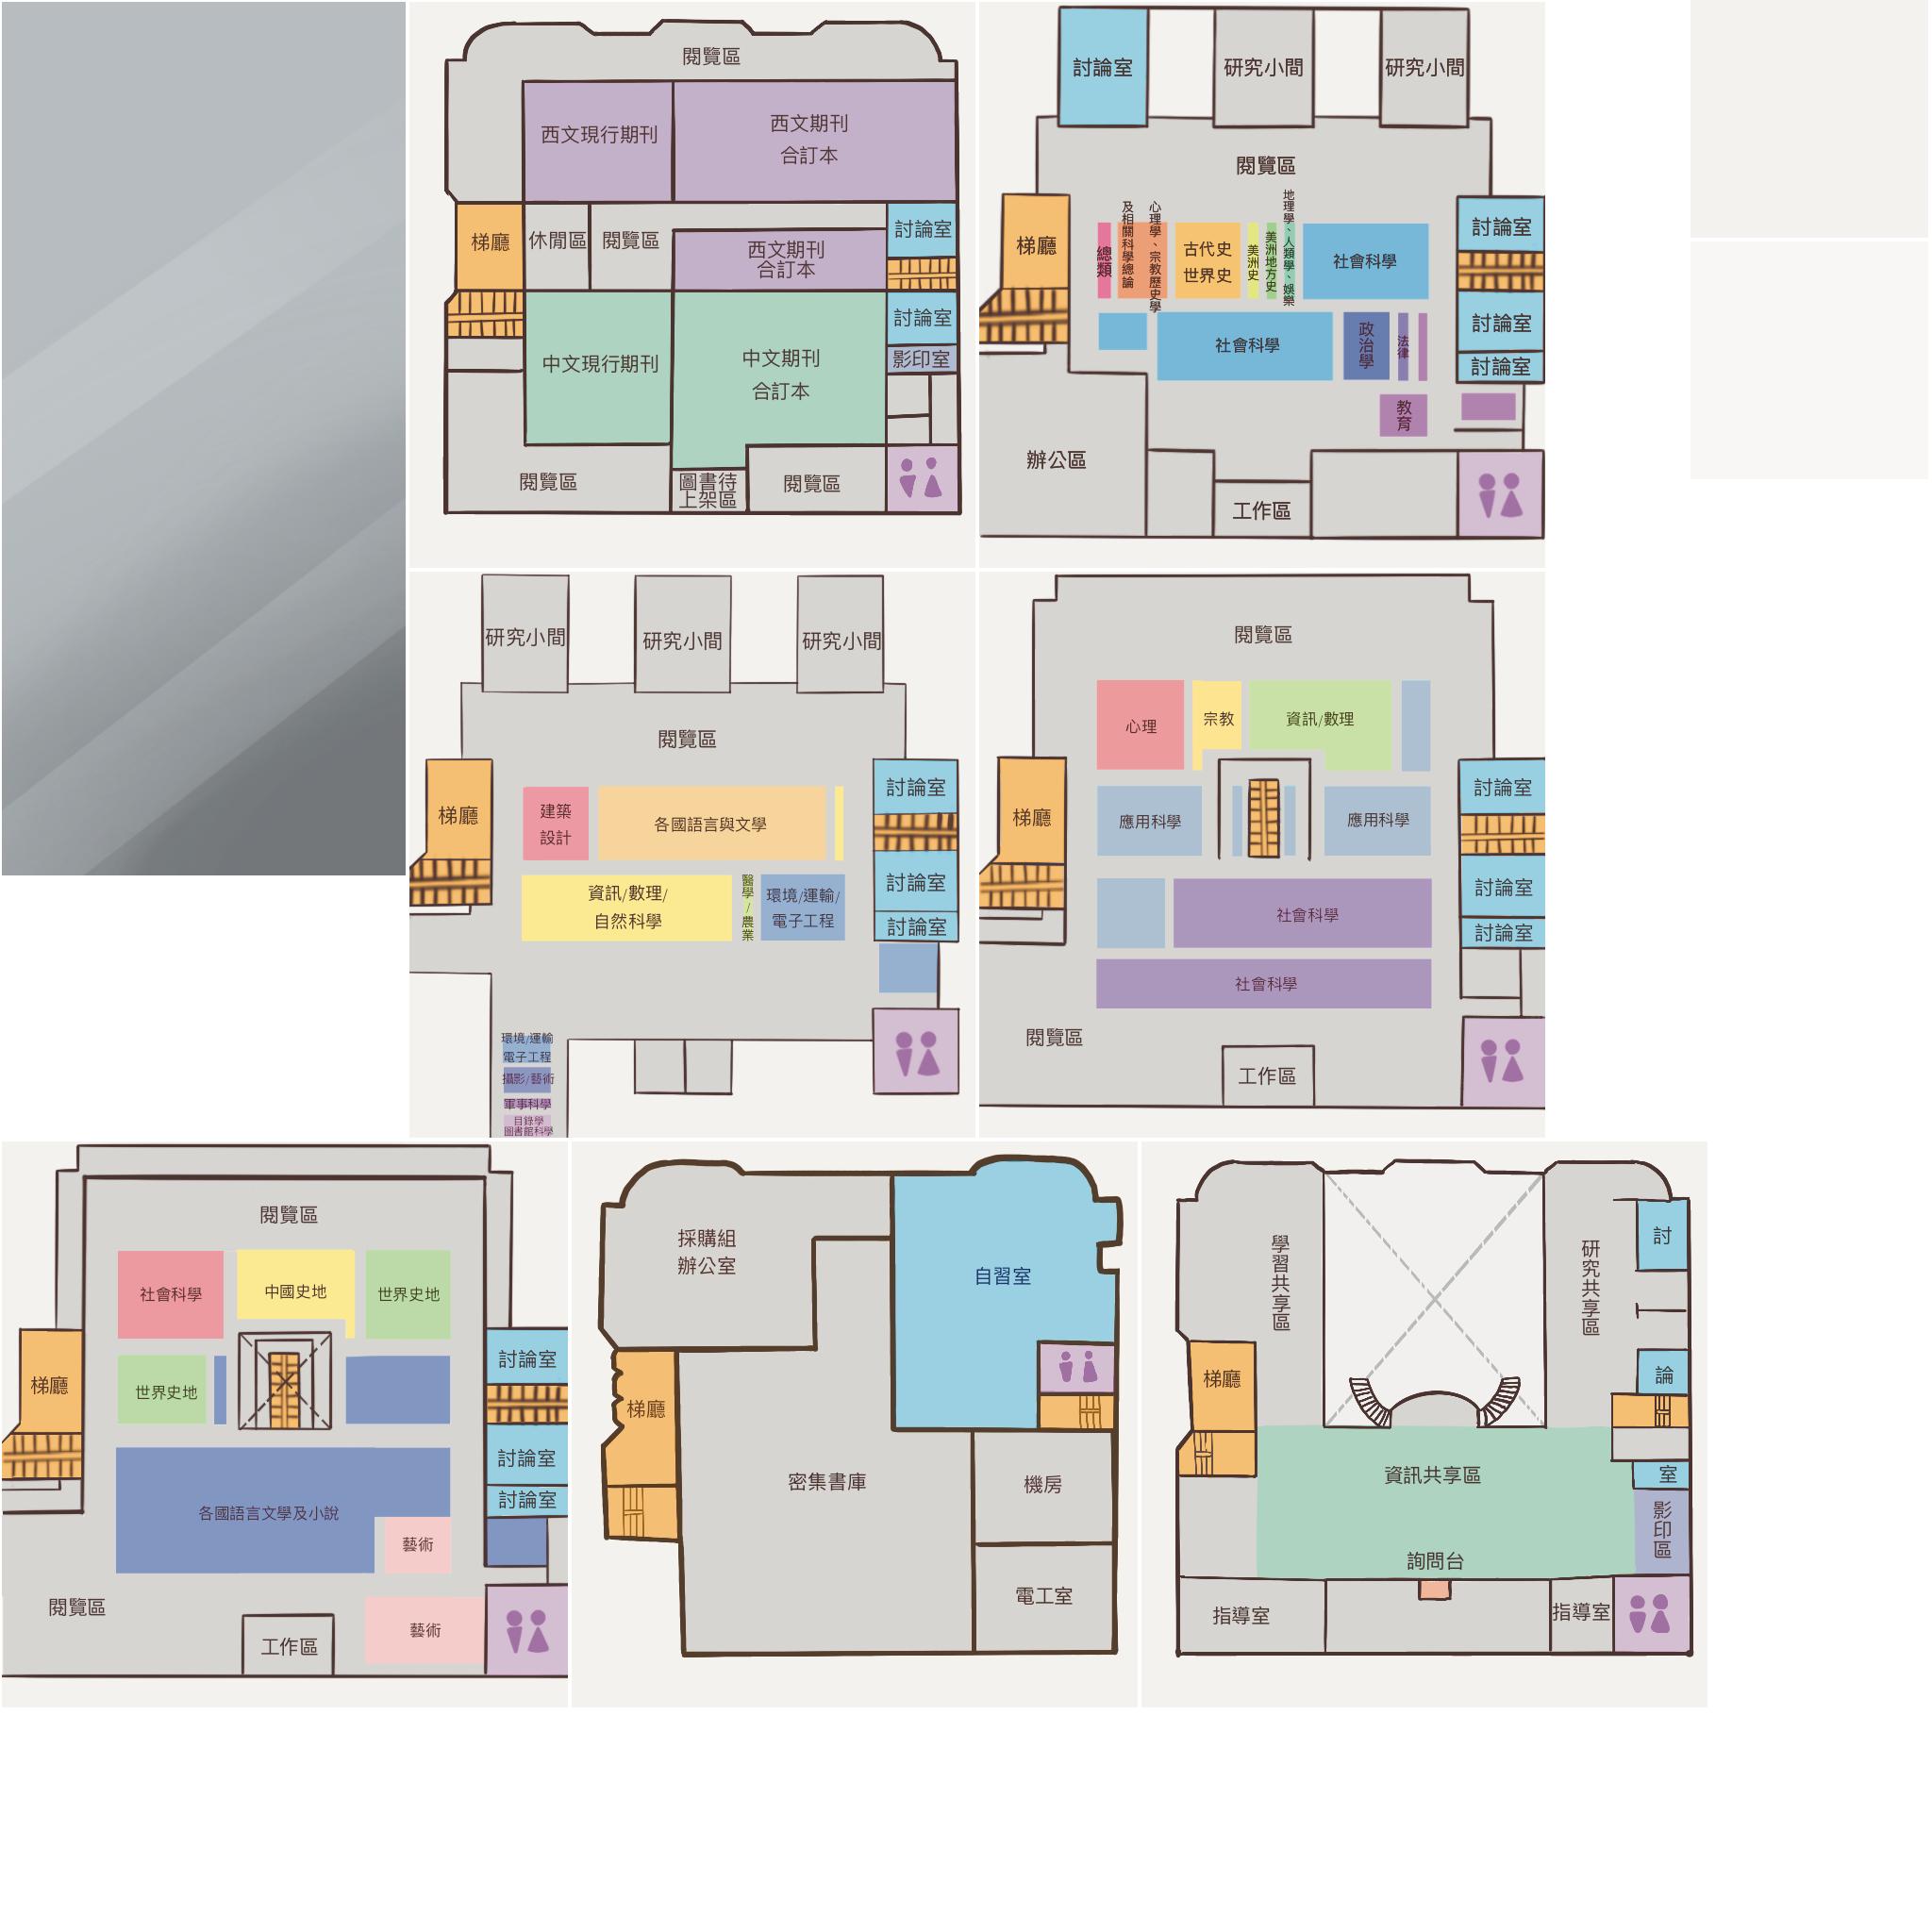 閱覽區
西文現行期刊
西文期刊
合訂本
梯廳
休閒區
閱覽區
西文期刊
合訂本
討論室
中文現行期刊
中文期刊
合訂本
討論室
影印室
閱覽區
圖書待
上架區
閱覽區
討論室
研究小間
研究小間
閱覽區
梯廳
總類
心理學、宗教歷史學
及相關科學總論
古代史
世界史
美洲史
美洲地方史
地理學、人類學、娛樂
社會科學
討論室
社會科學
政治學
法律
討論室
討論室
教育
辦公區
工作區
研究小間
研究小間
研究小間
閱覽區
梯廳
建築
設計
各國語言與文學
討論室
資訊/數理/
自然科學
醫學/農業
環境/運輸/
電子工程
討論室
討論室
環境/運輸
電子工程
攝影/藝術
軍事科學
目錄學
圖書館科學
閱覽區
心理
宗教
資訊/數理
梯廳
應用科學
應用科學
討論室
社會科學
討論室
討論室
社會科學
閱覽區
工作區
閱覽區
社會科學
中國史地
世界史地
梯廳
世界史地
討論室
各國語言文學及小說
討論室
討論室
藝術
閱覽區
工作區
藝術
採購組
辦公室
自習室
梯廳
密集書庫
機房
電工室
學習共享區
研究共享區
討
論
室
梯廳
資訊共享區
影印區
詢問台
指導室
指導室